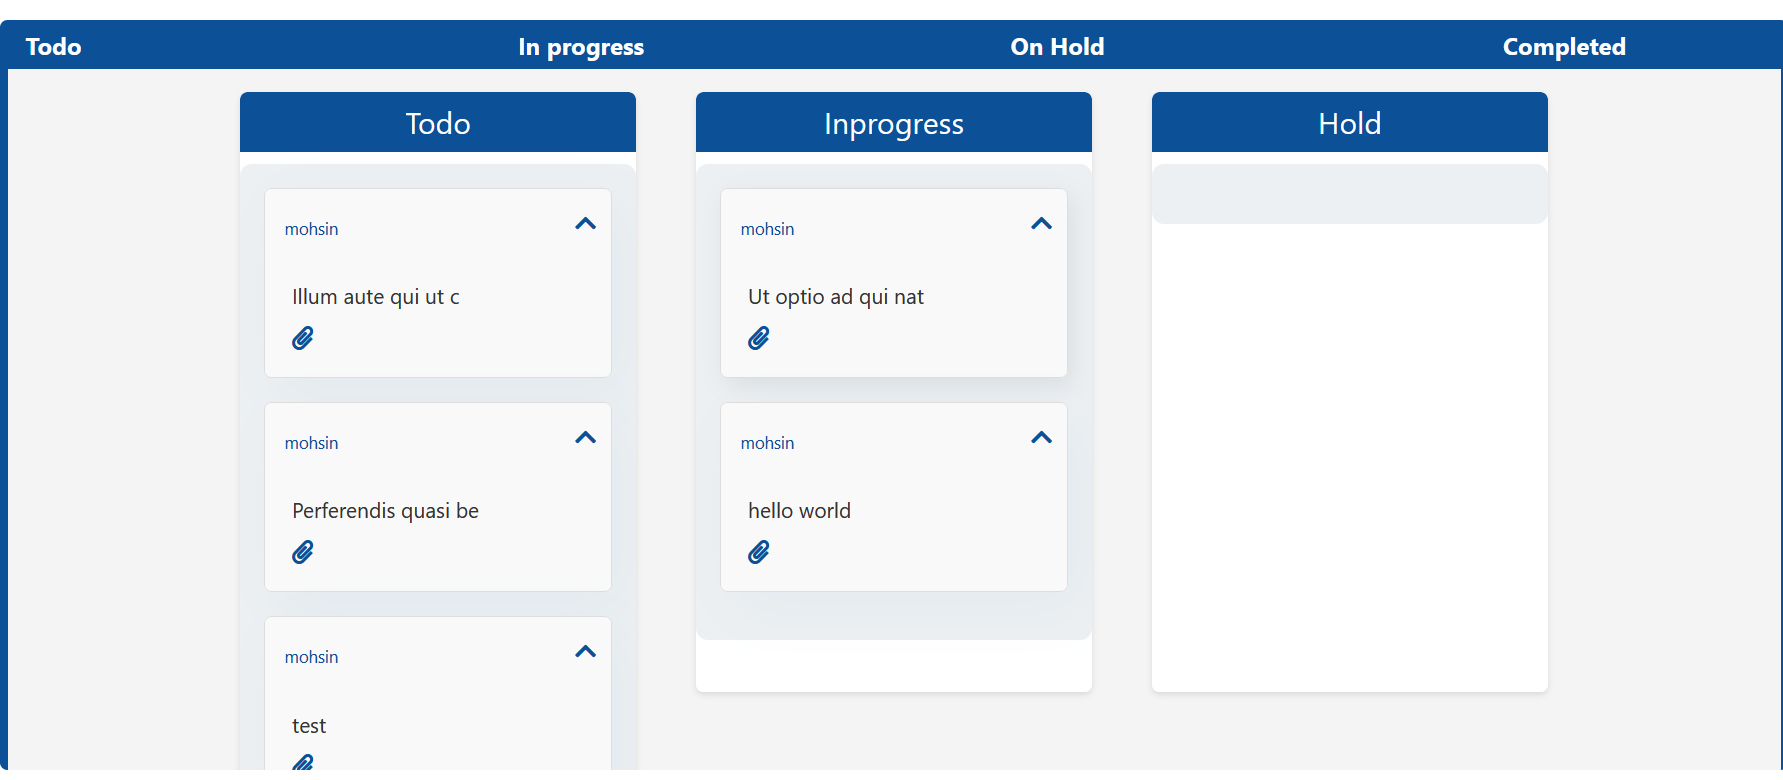 Todo In progress On Hold Completed
Todo
mohsin
Illum aute qui ut c
mohsin
Perferendis quasi be
mohsin
test
Inprogress
mohsin
Ut optio ad qui nat
mohsin
hello world
Hold